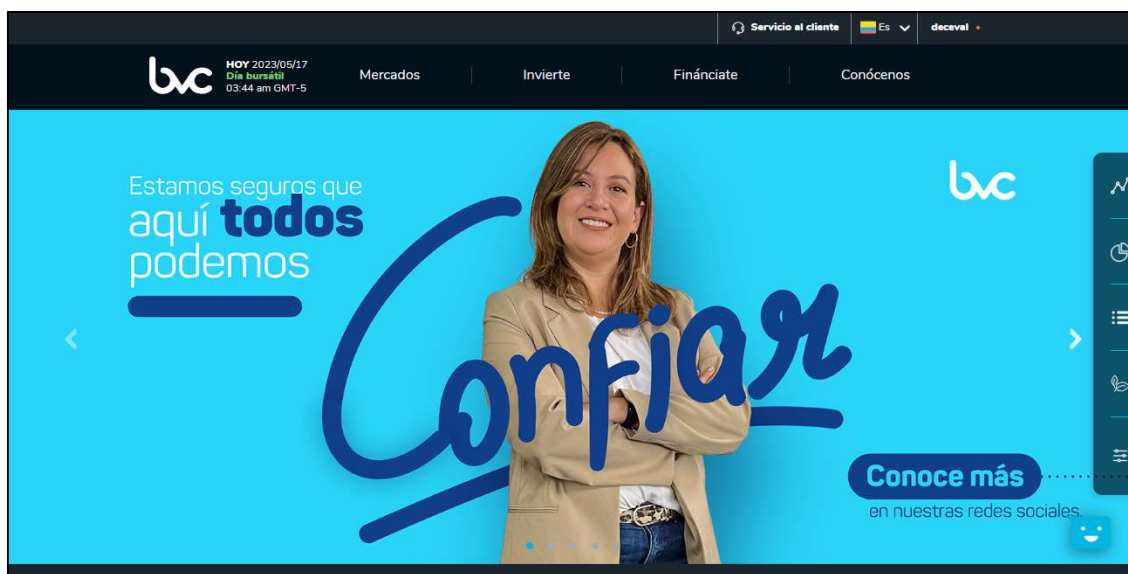 Servicio al cliente
Es
deceval
bvc
HOY 2023/05/17
Día bursátil
03:44 am GMT-5
Mercados
Invierte
Finánciate
Conócenos
Estamos seguros que
aquí todos
podemos
Confiar
bvc
Conoce más
en nuestras redes sociales.